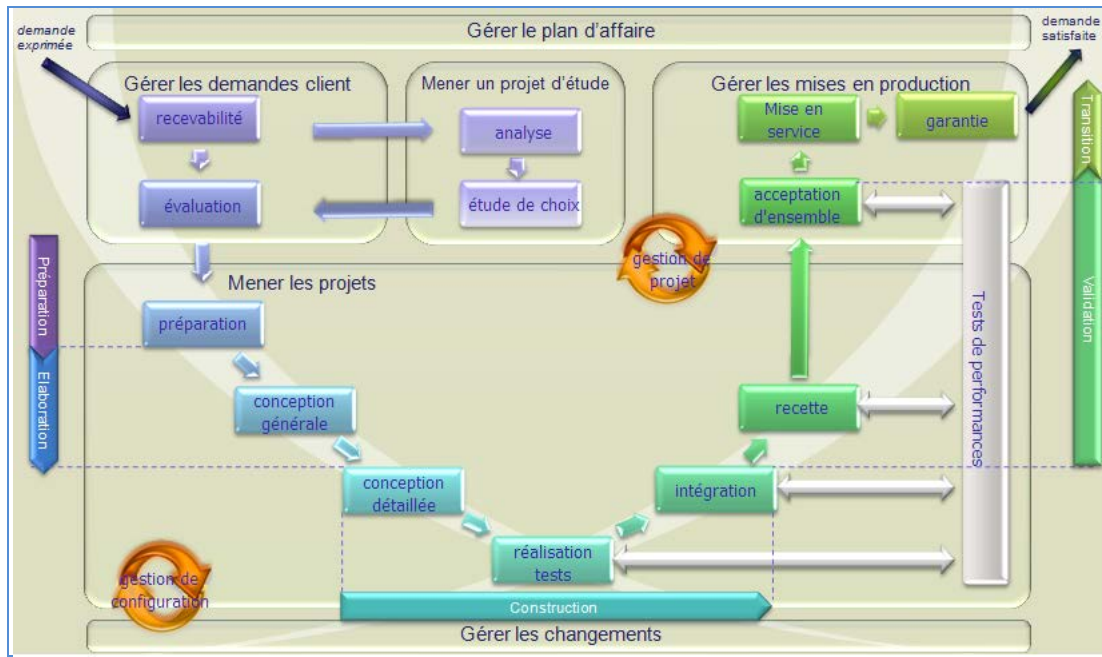 Gérer le plan d'affaire
demande
exprimée
demande
satisfaite
Gérer les demandes client
recevabilité
évaluation
Mener un projet d'étude
analyse
étude de choix
Gérer les mises en production
Mise en
service
garantie
acceptation
d'ensemble
Transition
Validation
gestion de
projet
Préparation
Elaboration
Mener les projets
préparation
conception
générale
conception
détaillée
réalisation
tests
intégration
recette
Tests de performances
gestion de
configuration
Construction
Gérer les changements